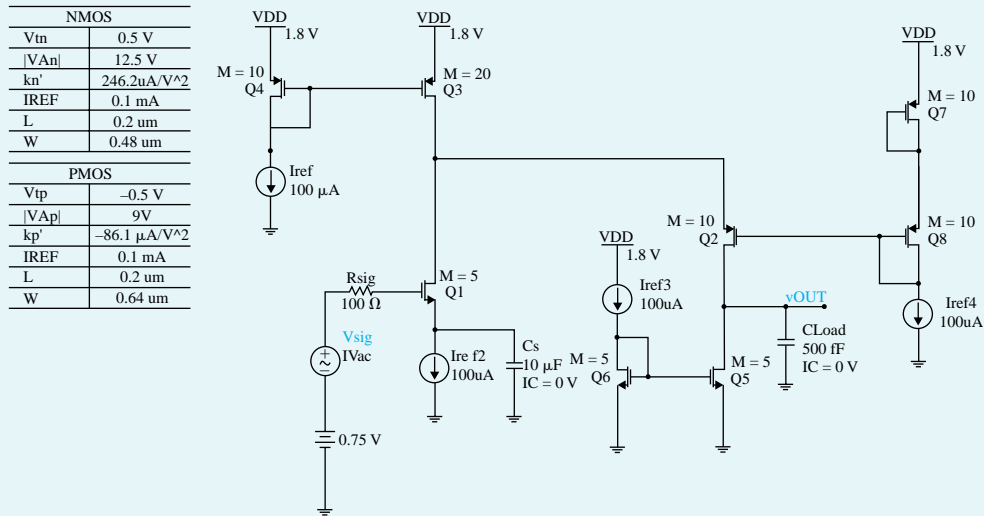 NMOS
Vtn 0.5 V
|VAn| 12.5 V
kn' 246.2uA/V^2
IREF 0.1 mA
L 0.2 um
W 0.48 um
PMOS
Vtp –0.5 V
|VAp| 9V
kp' –86.1 µA/V^2
IREF 0.1 mA
L 0.2 um
W 0.64 um
VDD
1.8 V
M = 10
Q4
Iref
100 µA
VDD
1.8 V
M = 20
Q3
M = 5
Q1
Rsig
100 Ω
Vsig
IVac
0.75 V
Ire f2
100uA
Cs
10 µF
IC = 0 V
VDD
1.8 V
Iref3
100uA
M = 5
Q6
M = 5
Q5
M = 10
Q2
vOUT
CLoad
500 fF
IC = 0 V
VDD
1.8 V
M = 10
Q7
M = 10
Q8
Iref4
100uA